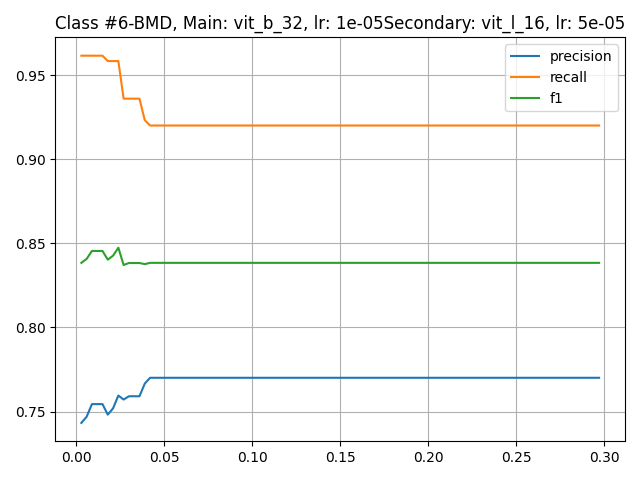 Class #6-BMD, Main: vit_b_32, lr: 1e-05Secondary: vit_l_16, lr: 5e-05
precision
recall
f1
0.95
0.90
0.85
0.80
0.75
0.00 0.05 0.10 0.15 0.20 0.25 0.30